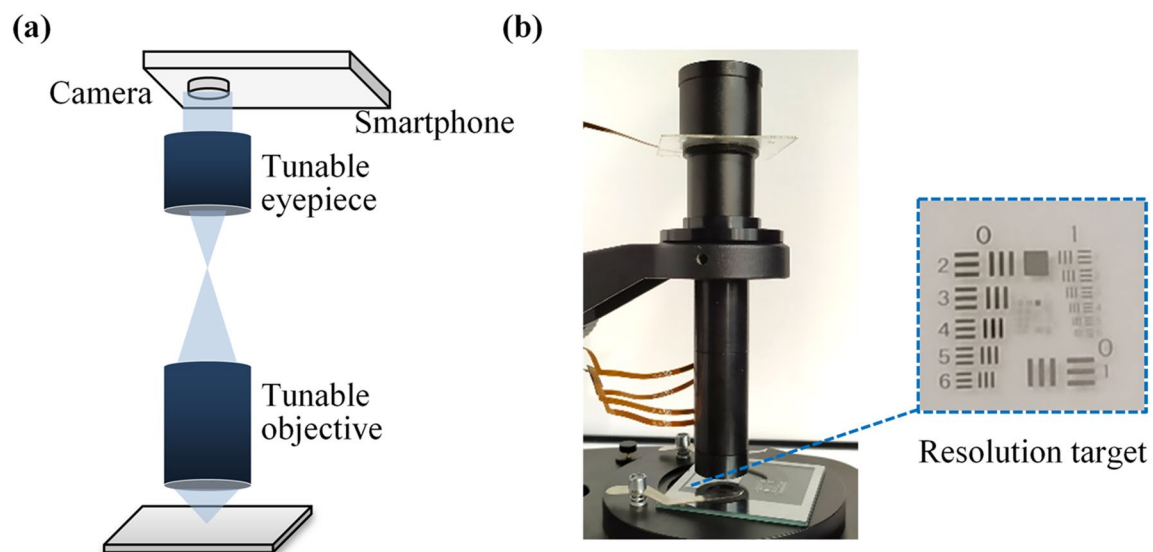 (a)
(b)
Camera
Smartphone
Tunable
eyepiece
Tunable
objective
0 1
2
3
4
5
6
0
1
Resolution target